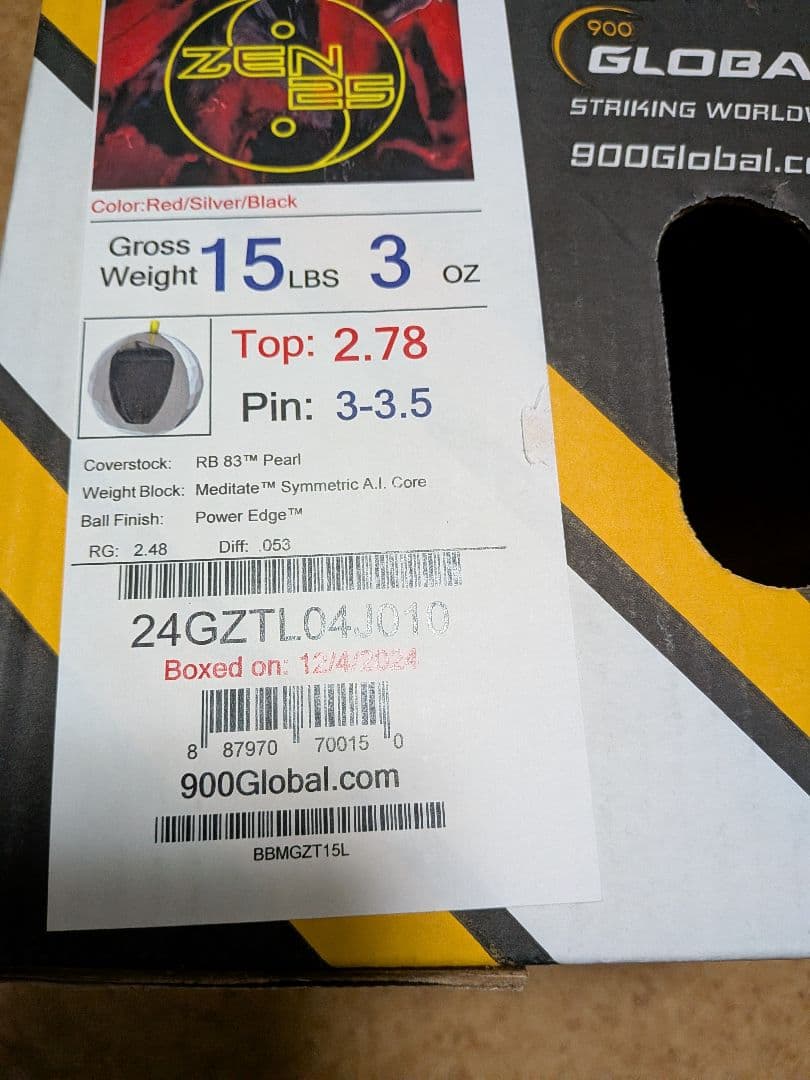 ZEN
25
900
GLOBA
STRIKING WORLDW
900Global.co
Color:Red/Silver/Black
Gross Weight 15 LBS 3 OZ
Top: 2.78
Pin: 3-3.5
Coverstock: RB 83™ Pearl
Weight Block: Meditate™ Symmetric A.I. Core
Ball Finish: Power Edge™
RG: 2.48 Diff: .053
24GZTL04J010
Boxed on: 12/4/2024
8 87970 70015 0
900Global.com
BBMGZT15L